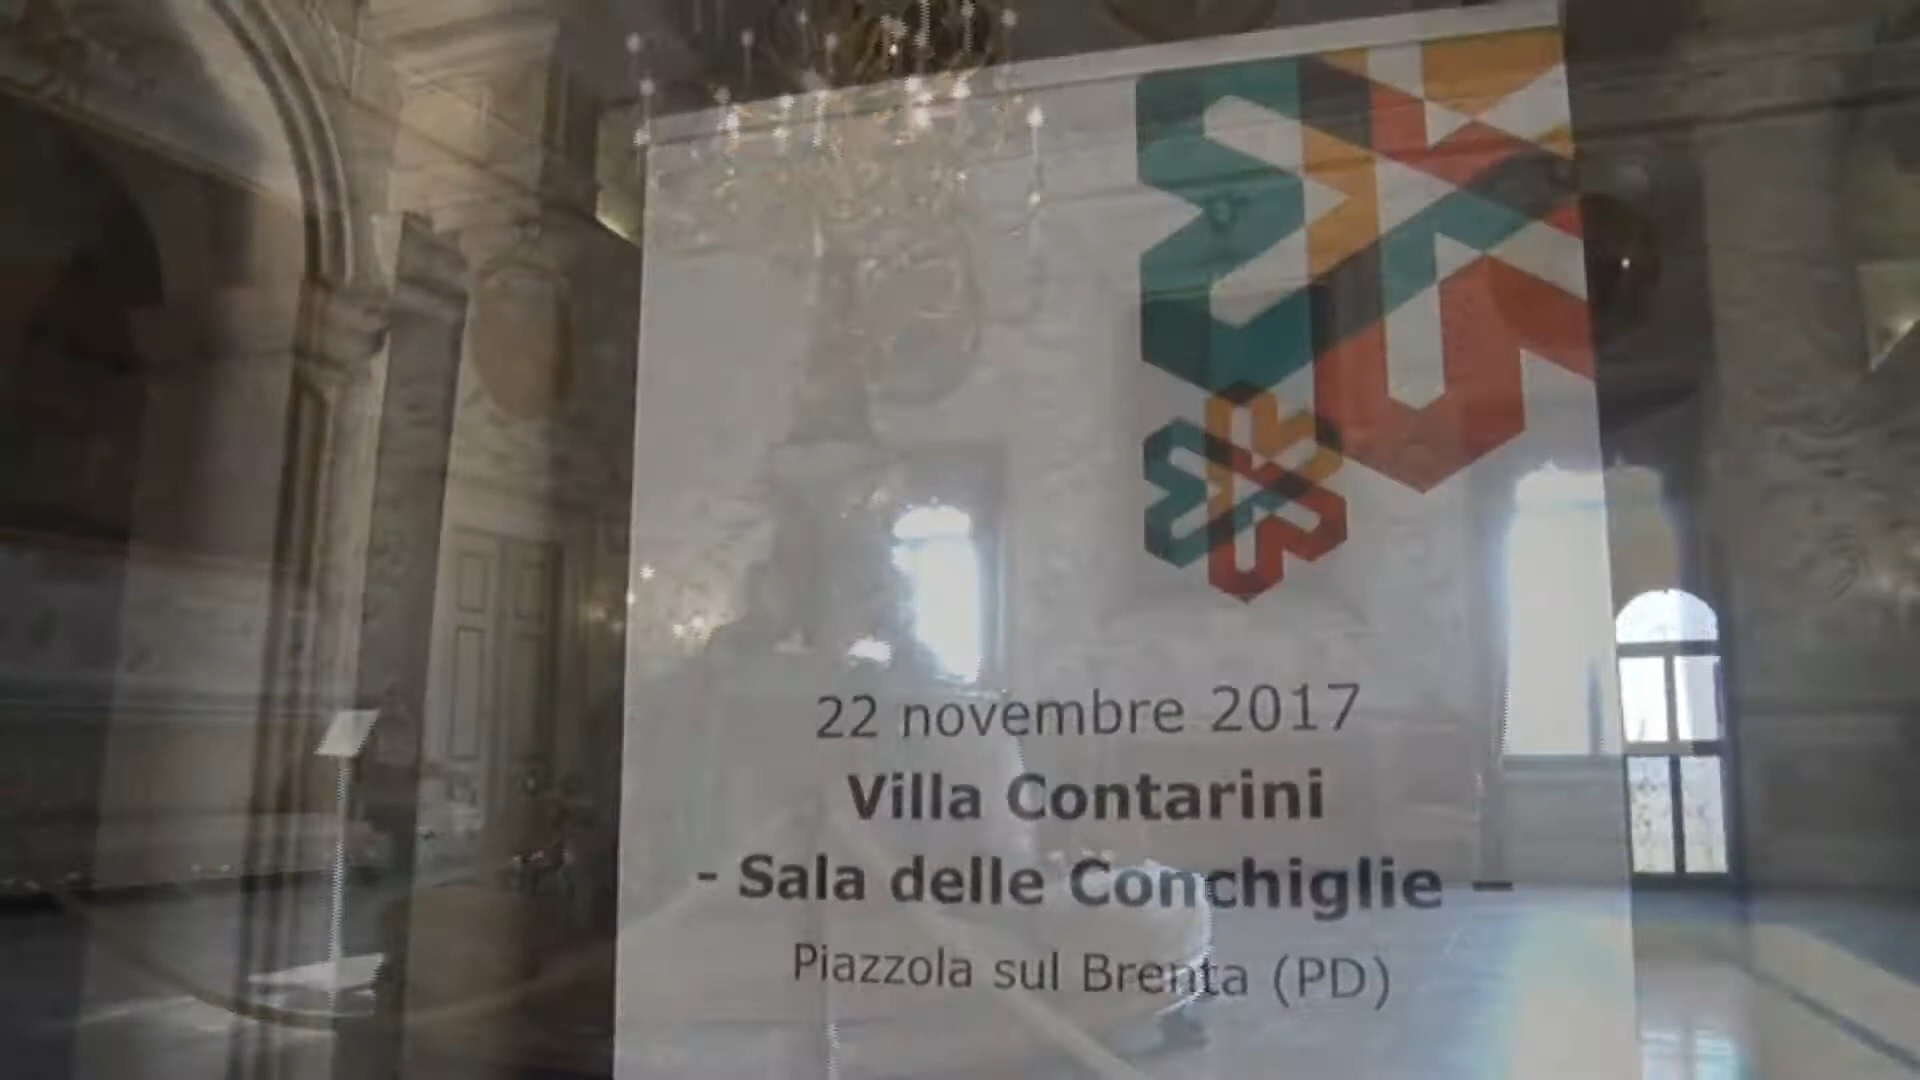 22 novembre 2017
Villa Contarini
- Sala delle Conchiglie –
Piazzola sul Brenta (PD)